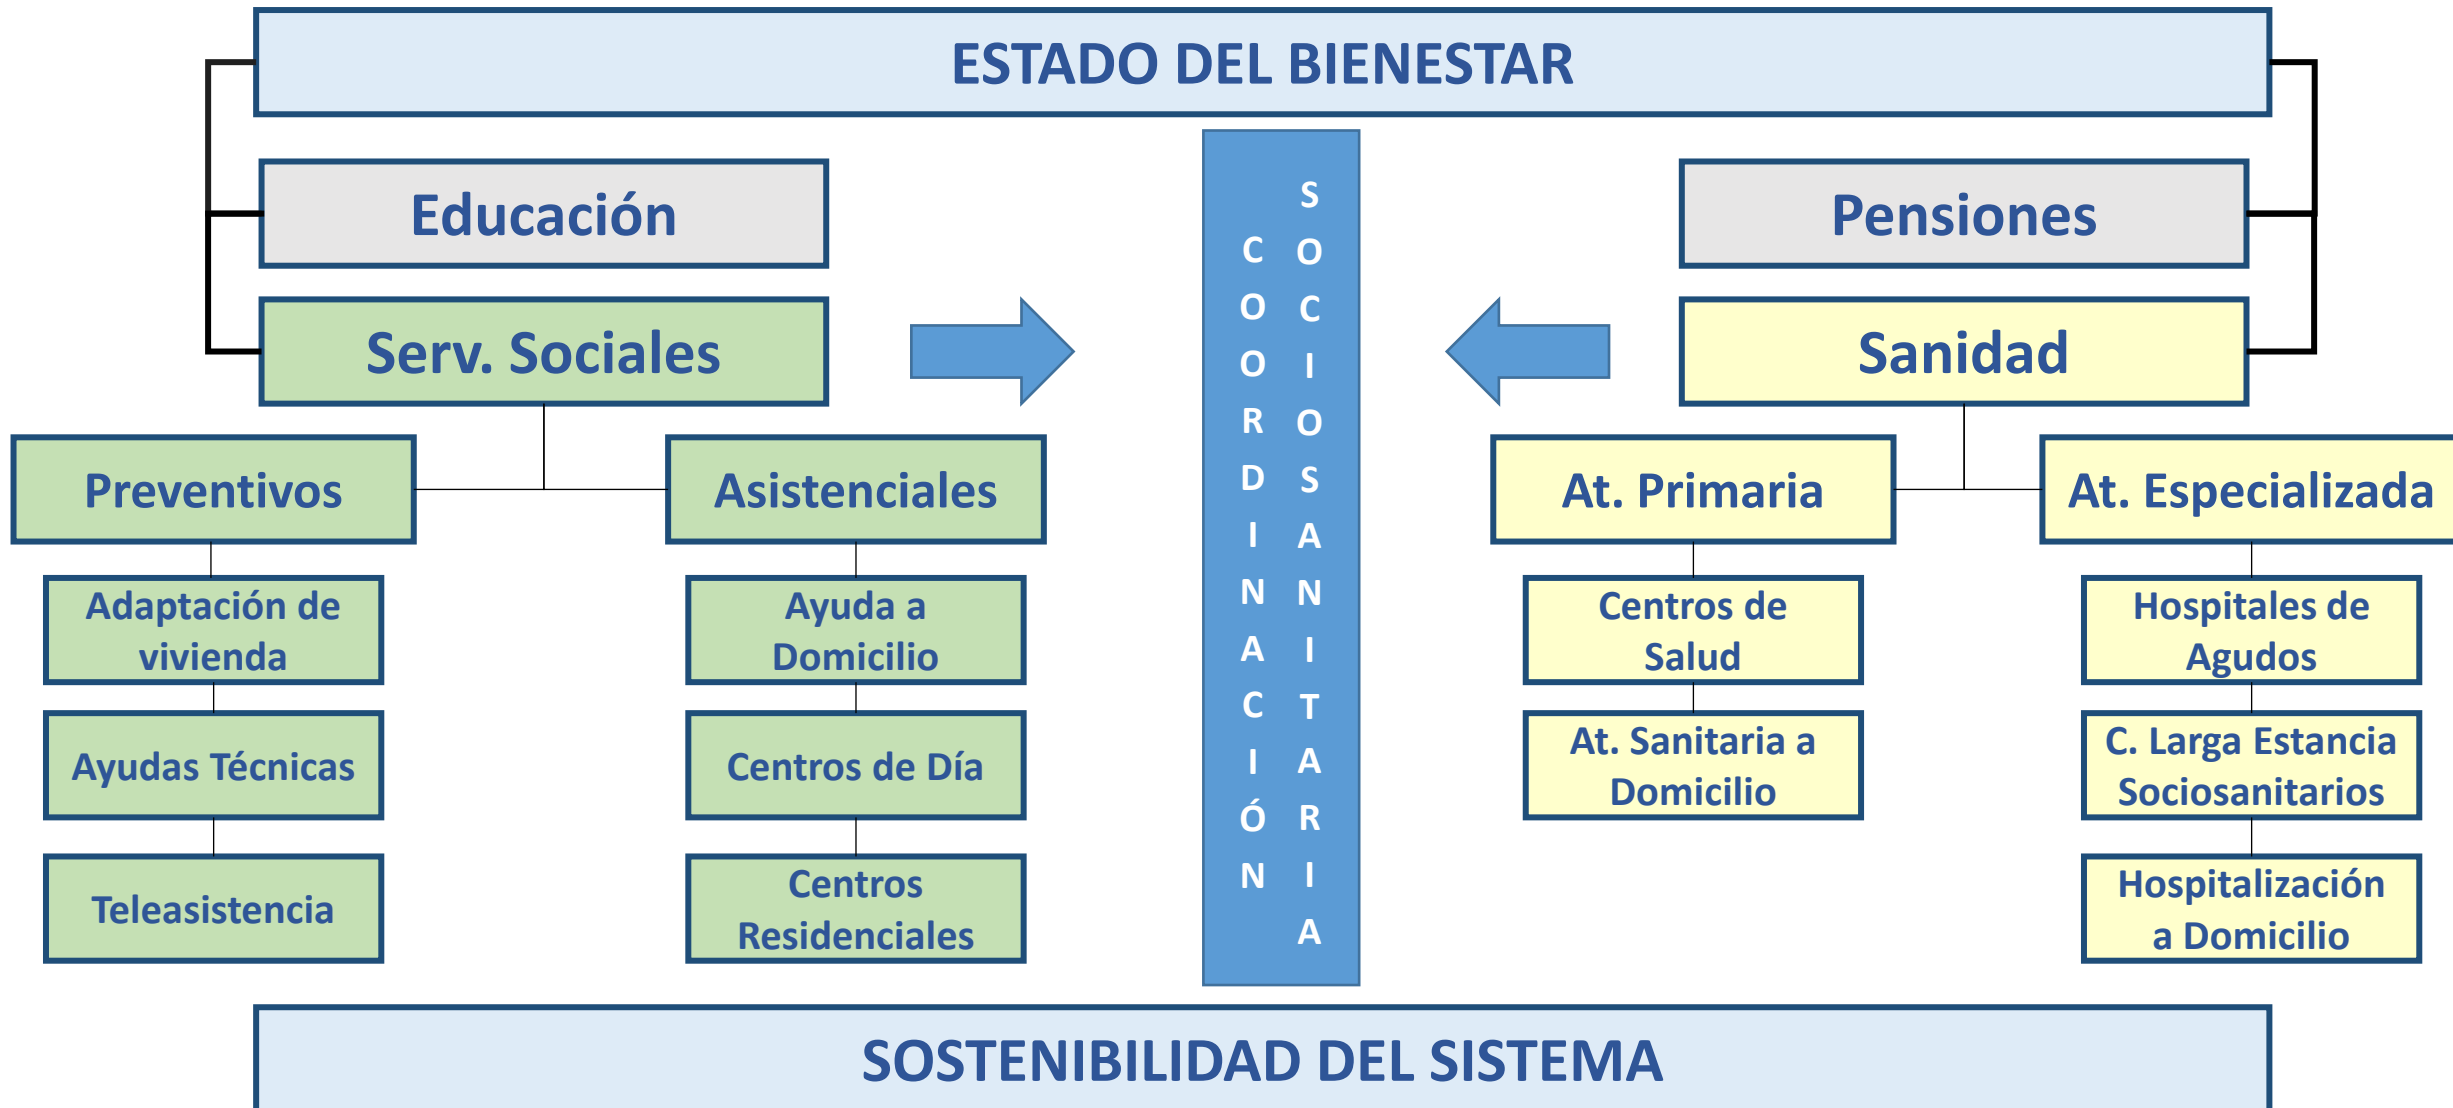 ESTADO DEL BIENESTAR
Educación
Pensiones
Serv. Sociales
Sanidad
COORDINACIÓN
SOCIOSANITARIA
Preventivos
Asistenciales
At. Primaria
At. Especializada
Adaptación de
vivienda
Ayuda a
Domicilio
Centros de
Salud
Hospitales de
Agudos
Ayudas Técnicas
Centros de Día
At. Sanitaria a
Domicilio
C. Larga Estancia
Sociosanitarios
Teleasistencia
Centros
Residenciales
Hospitalización
a Domicilio
SOSTENIBILIDAD DEL SISTEMA